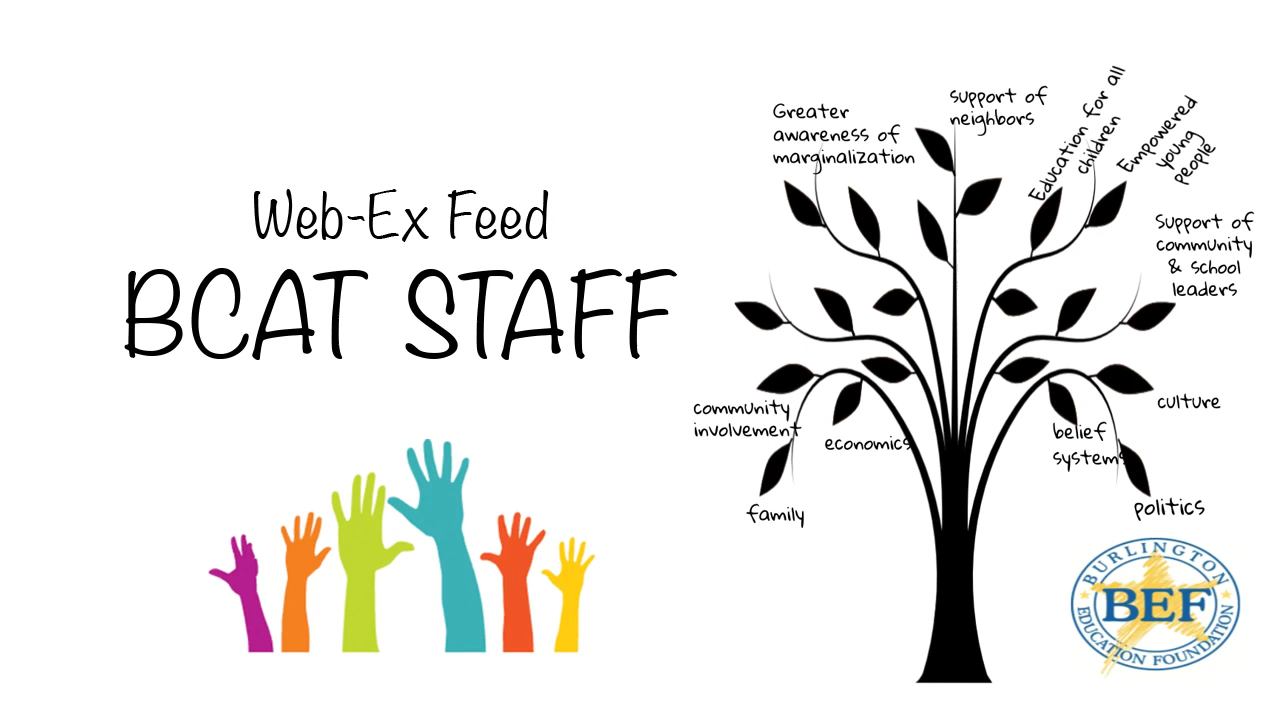 Web-Ex Feed
BCAT STAFF
Greater
awareness of
marginalization
support of
neighbors
Education for all
children
Empowered
young
people
Support of
community
& school
leaders
community
involvement
economics
family
belief
systems
culture
politics
BURLINGTON
BEF
EDUCATION FOUNDATION